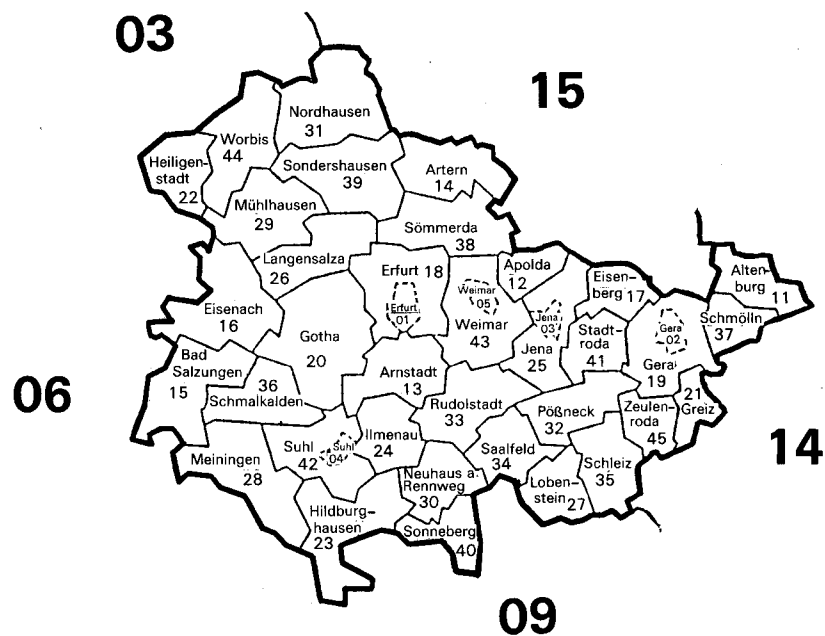 03
15
Nordhausen
31
Worbis
44
Heiligen-
stadt
22
Sondershausen
39
Artern
14
Mühlhausen
29
Sömmerda
38
Langensalza
26
Erfurt 18
Erfurt
01
Weimar
05
Weimar
43
Apolda
12
Eisen-
berg 17
Alten-
burg
11
Schmölln
37
Eisenach
16
Gotha
20
Jena
03
Jena
25
Stadt-
roda
41
Gera
02
Gera
19
Bad
Salzungen
15
36
Schmalkalden
Arnstadt
13
Rudolstadt
33
Pößneck
32
Zeulen-
roda
45
21
Greiz
06
14
Meiningen
28
Suhl
42
Suhl
04
Ilmenau
24
Saalfeld
34
Schleiz
35
Neuhaus a.
Rennweg
30
Loben-
stein 27
Hildburg-
hausen
23
Sonneberg
40
09